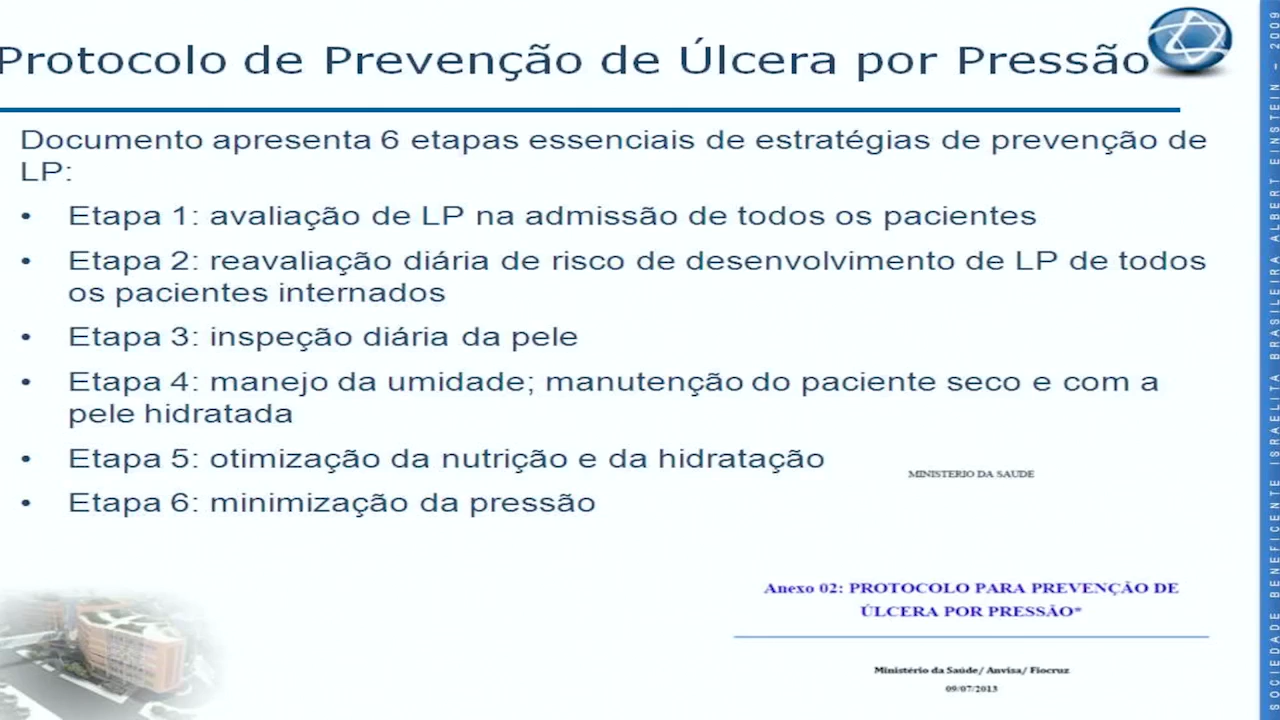 Protocolo de Prevenção de Úlcera por Pressão
Documento apresenta 6 etapas essenciais de estratégias de prevenção de
LP:
• Etapa 1: avaliação de LP na admissão de todos os pacientes
• Etapa 2: reavaliação diária de risco de desenvolvimento de LP de todos
os pacientes internados
• Etapa 3: inspeção diária da pele
• Etapa 4: manejo da umidade; manutenção do paciente seco e com a
pele hidratada
• Etapa 5: otimização da nutrição e da hidratação
• Etapa 6: minimização da pressão
MINISTERIO DA SAUDE
Anexo 02: PROTOCOLO PARA PREVENÇÃO DE
ÚLCERA POR PRESSÃO*
Ministério da Saúde/ Anvisa/ Fiocruz
09/07/2013
SOCIEDADE BENEFICENTE ISRAELITA BRASILEIRA ALBERT EINSTEIN - 2009